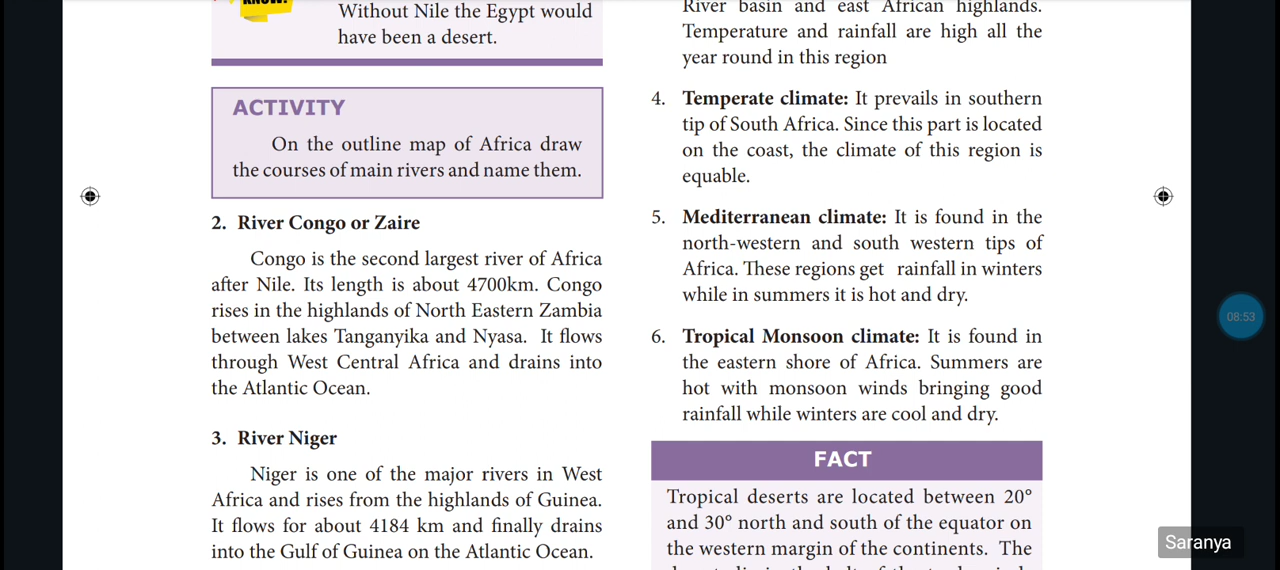 KNOW!
Without Nile the Egypt would
have been a desert.
ACTIVITY
On the outline map of Africa draw
the courses of main rivers and name them.
2. River Congo or Zaire
Congo is the second largest river of Africa
after Nile. Its length is about 4700km. Congo
rises in the highlands of North Eastern Zambia
between lakes Tanganyika and Nyasa. It flows
through West Central Africa and drains into
the Atlantic Ocean.
3. River Niger
Niger is one of the major rivers in West
Africa and rises from the highlands of Guinea.
It flows for about 4184 km and finally drains
into the Gulf of Guinea on the Atlantic Ocean.
River basin and east African highlands.
Temperature and rainfall are high all the
year round in this region
4. Temperate climate: It prevails in southern
tip of South Africa. Since this part is located
on the coast, the climate of this region is
equable.
5. Mediterranean climate: It is found in the
north-western and south western tips of
Africa. These regions get rainfall in winters
while in summers it is hot and dry.
6. Tropical Monsoon climate: It is found in
the eastern shore of Africa. Summers are
hot with monsoon winds bringing good
rainfall while winters are cool and dry.
FACT
Tropical deserts are located between 20°
and 30° north and south of the equator on
the western margin of the continents. The
08:53
Saranya